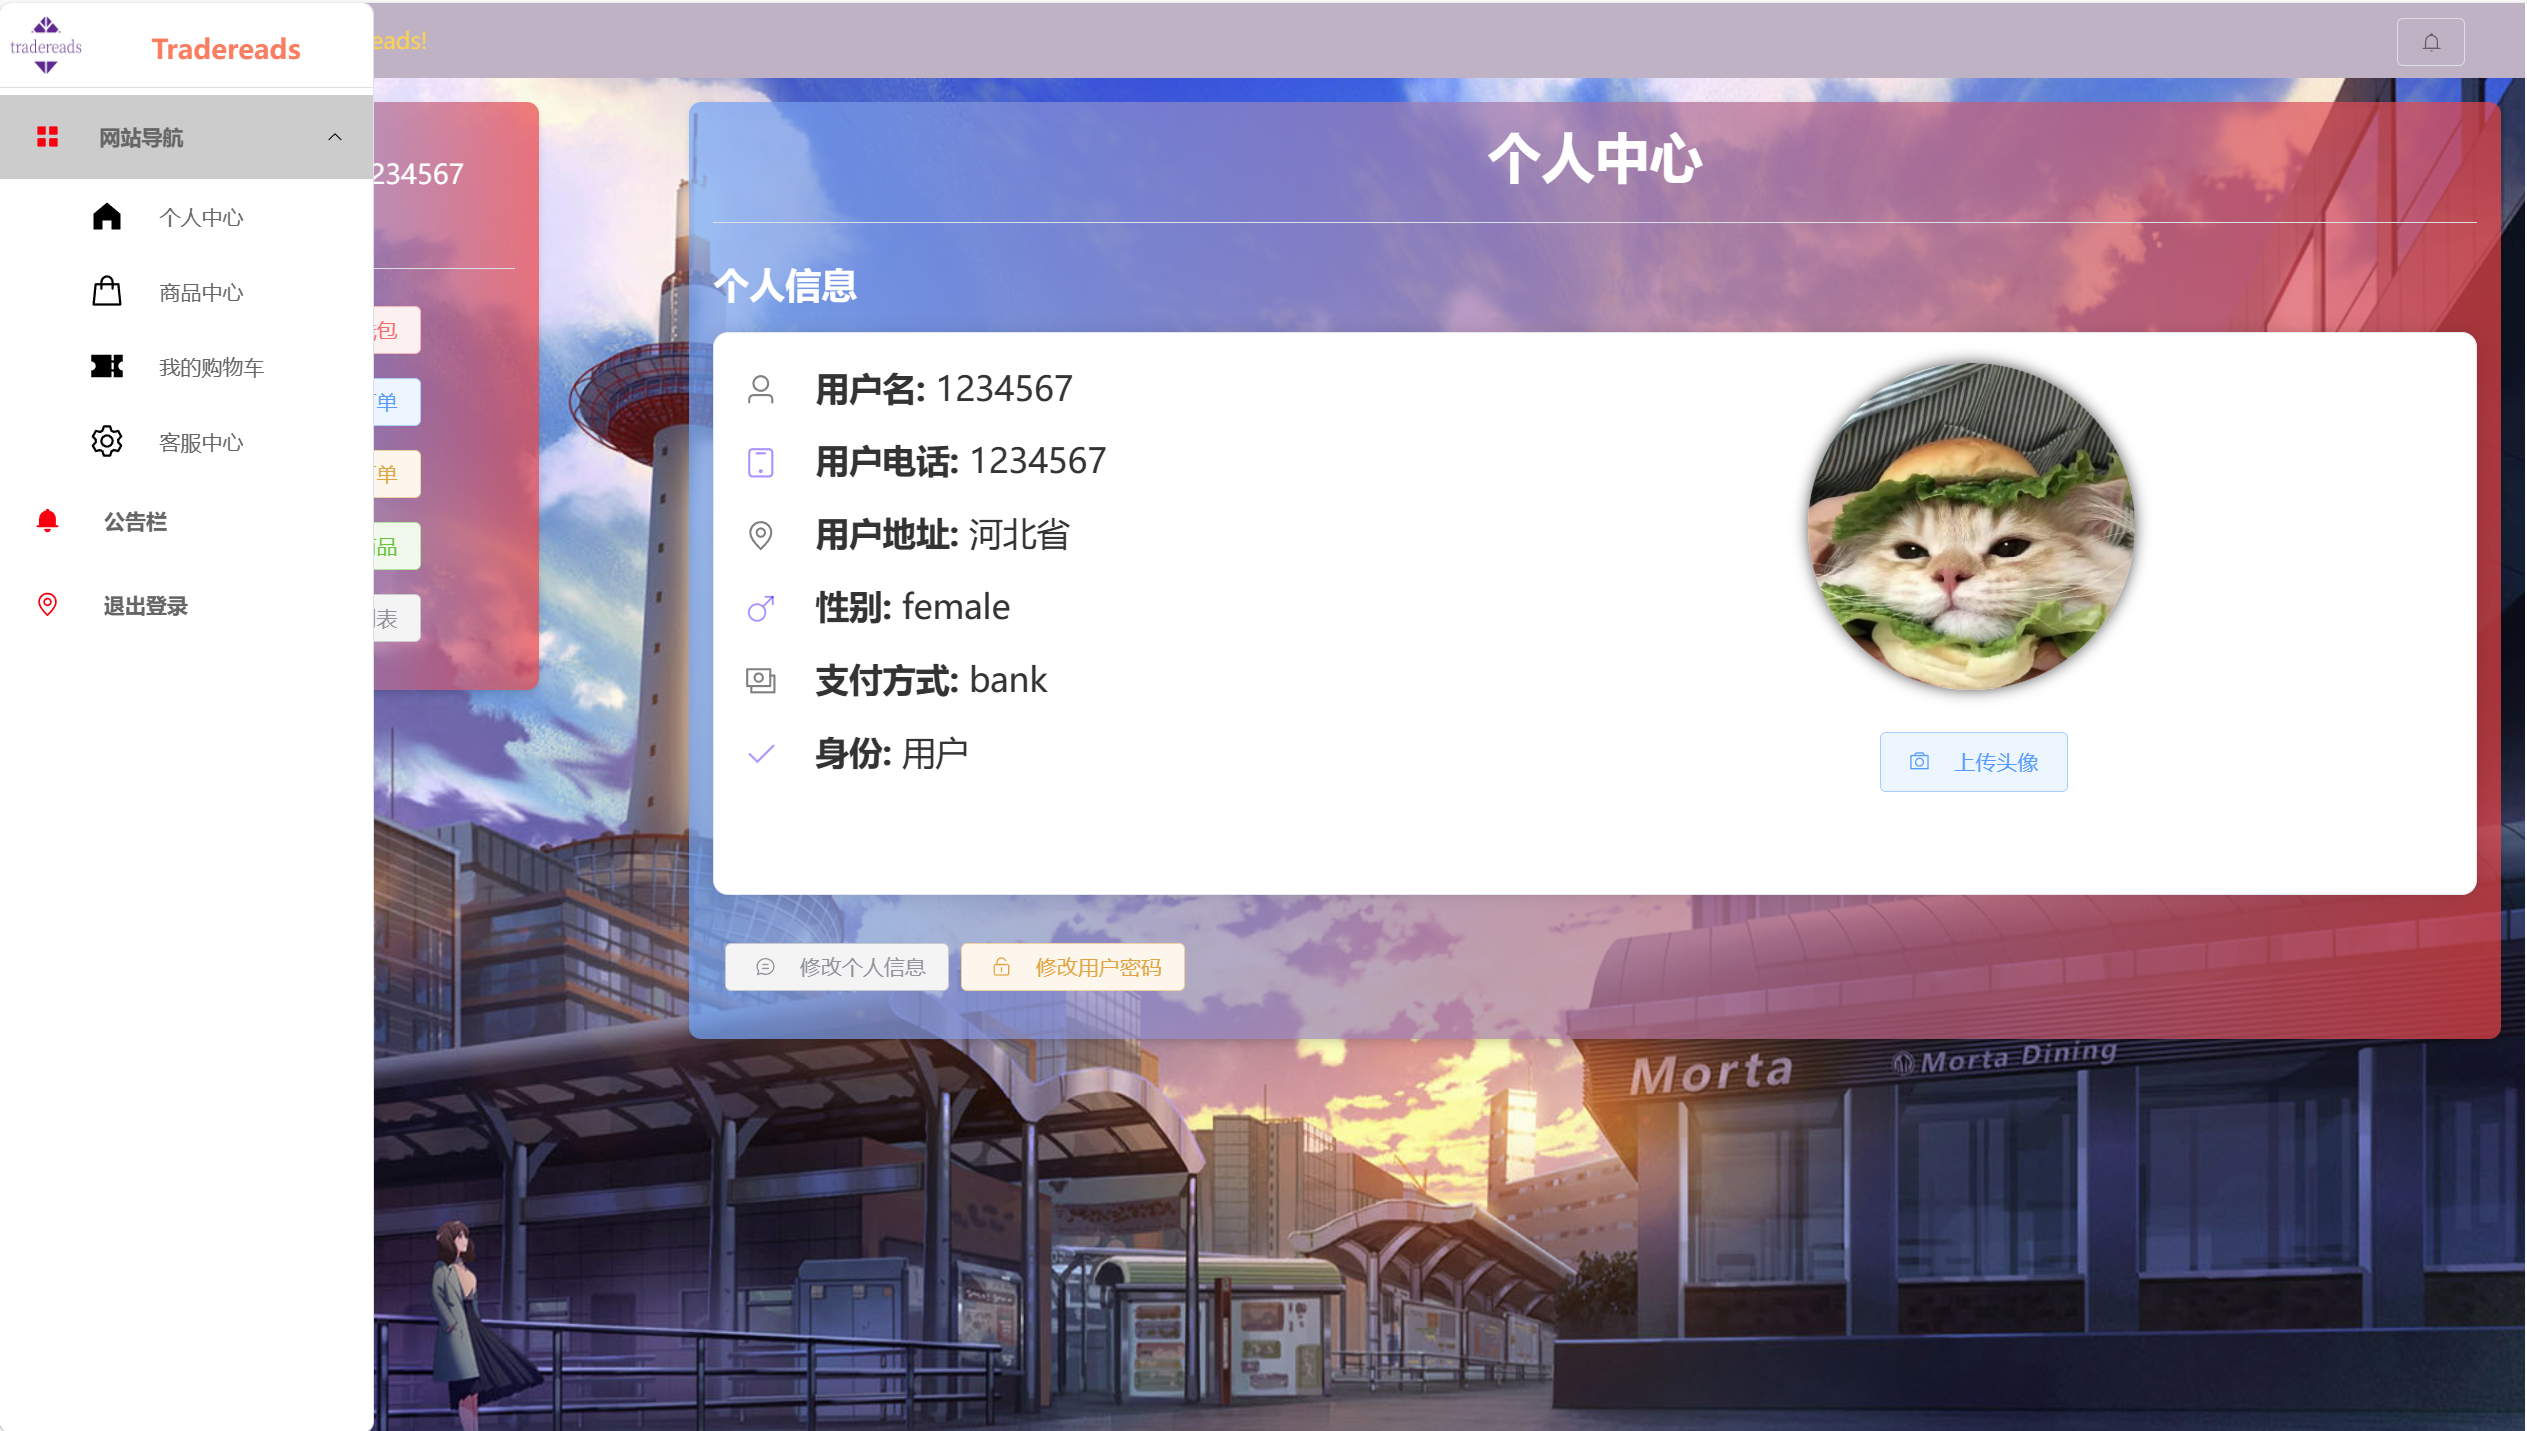 tradereads
Tradereads
eads!
网站导航
个人中心
商品中心
我的购物车
客服中心
公告栏
退出登录
234567
包
单
单
品
表
个人中心
个人信息
用户名: 1234567
用户电话: 1234567
用户地址: 河北省
性别: female
支付方式: bank
身份: 用户
上传头像
修改个人信息
修改用户密码
Morta
Morta Dining